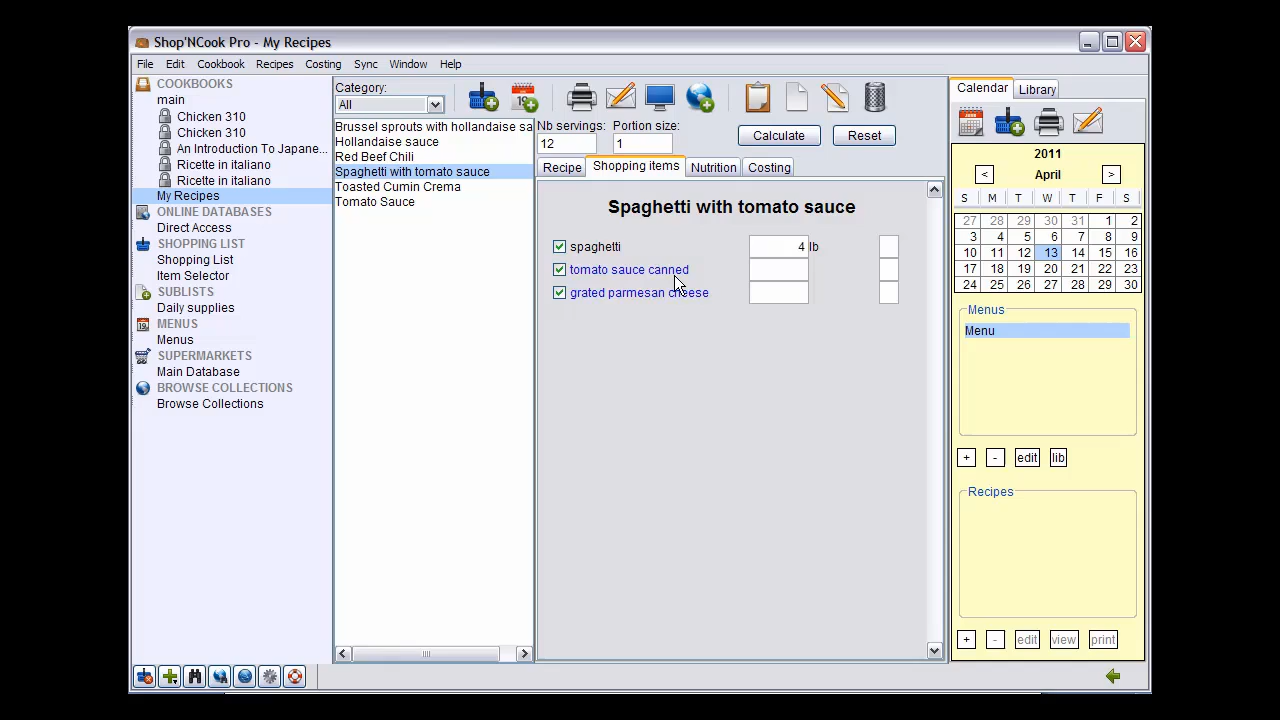 Shop'NCook Pro - My Recipes
File Edit Cookbook Recipes Costing Sync Window Help
COOKBOOKS
main
Chicken 310
Chicken 310
An Introduction To Japane...
Ricette in italiano
Ricette in italiano
My Recipes
ONLINE DATABASES
Direct Access
SHOPPING LIST
Shopping List
Item Selector
SUBLISTS
Daily supplies
MENUS
Menus
SUPERMARKETS
Main Database
BROWSE COLLECTIONS
Browse Collections
Category:
All
Brussel sprouts with hollandaise sa
Hollandaise sauce
Red Beef Chili
Spaghetti with tomato sauce
Toasted Cumin Crema
Tomato Sauce
19
Nb servings: Portion size:
12 1 Calculate Reset
Recipe Shopping items Nutrition Costing
Spaghetti with tomato sauce
spaghetti 4 lb
tomato sauce canned
grated parmesan cheese
Calendar Library
2011
< April >
S M T W T F S
27 28 29 30 31 1 2
3 4 5 6 7 8 9
10 11 12 13 14 15 16
17 18 19 20 21 22 23
24 25 26 27 28 29 30
Menus
Menu
+ - edit lib
Recipes
+ - edit view print